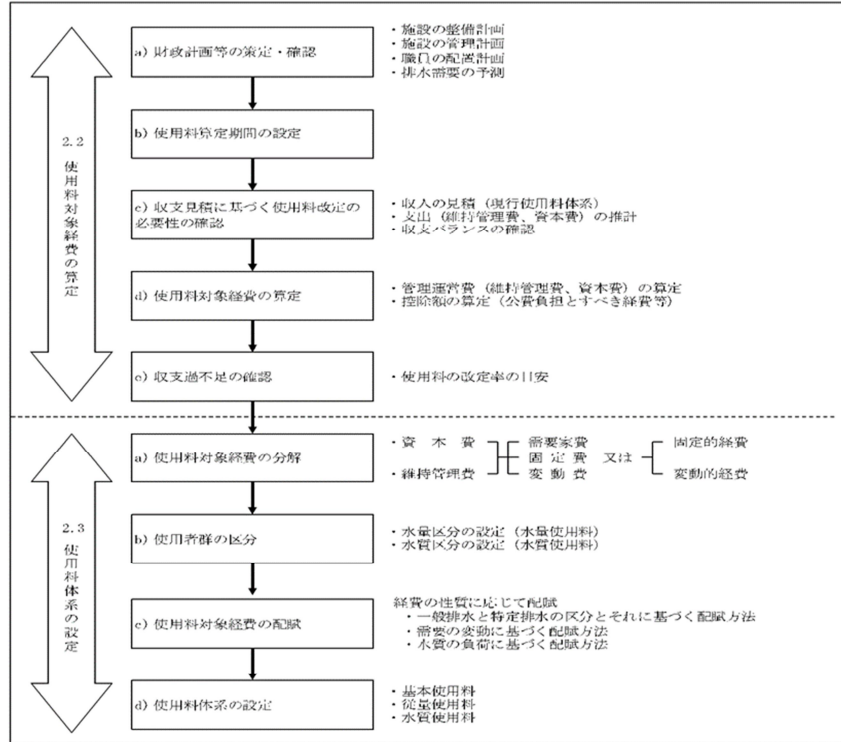 2.2 使用料対象経費の算定
a) 財政計画等の策定・確認
・施設の整備計画
・施設の管理計画
・職員の配置計画
・排水需要の予測
b) 使用料算定期間の設定
c) 収支見積に基づく使用料改定の
必要性の確認
・収入の見積（現行使用料体系）
・支出（維持管理費、資本費）の推計
・収支バランスの確認
d) 使用料対象経費の算定
・管理運営費（維持管理費、資本費）の算定
・控除額の算定（公費負担とすべき経費等）
e) 収支過不足の確認
・使用料の改定率の目安
2.3 使用料体系の設定
a) 使用料対象経費の分解
・資本費 需要家費 固定的経費
固定費 又は
・維持管理費 変動費 変動的経費
b) 使用者群の区分
・水量区分の設定（水量使用料）
・水質区分の設定（水質使用料）
c) 使用料対象経費の配賦
経費の性質に応じて配賦
・一般排水と特定排水の区分とそれに基づく配賦方法
・需要の変動に基づく配賦方法
・水質の負荷に基づく配賦方法
d) 使用料体系の設定
・基本使用料
・従量使用料
・水質使用料